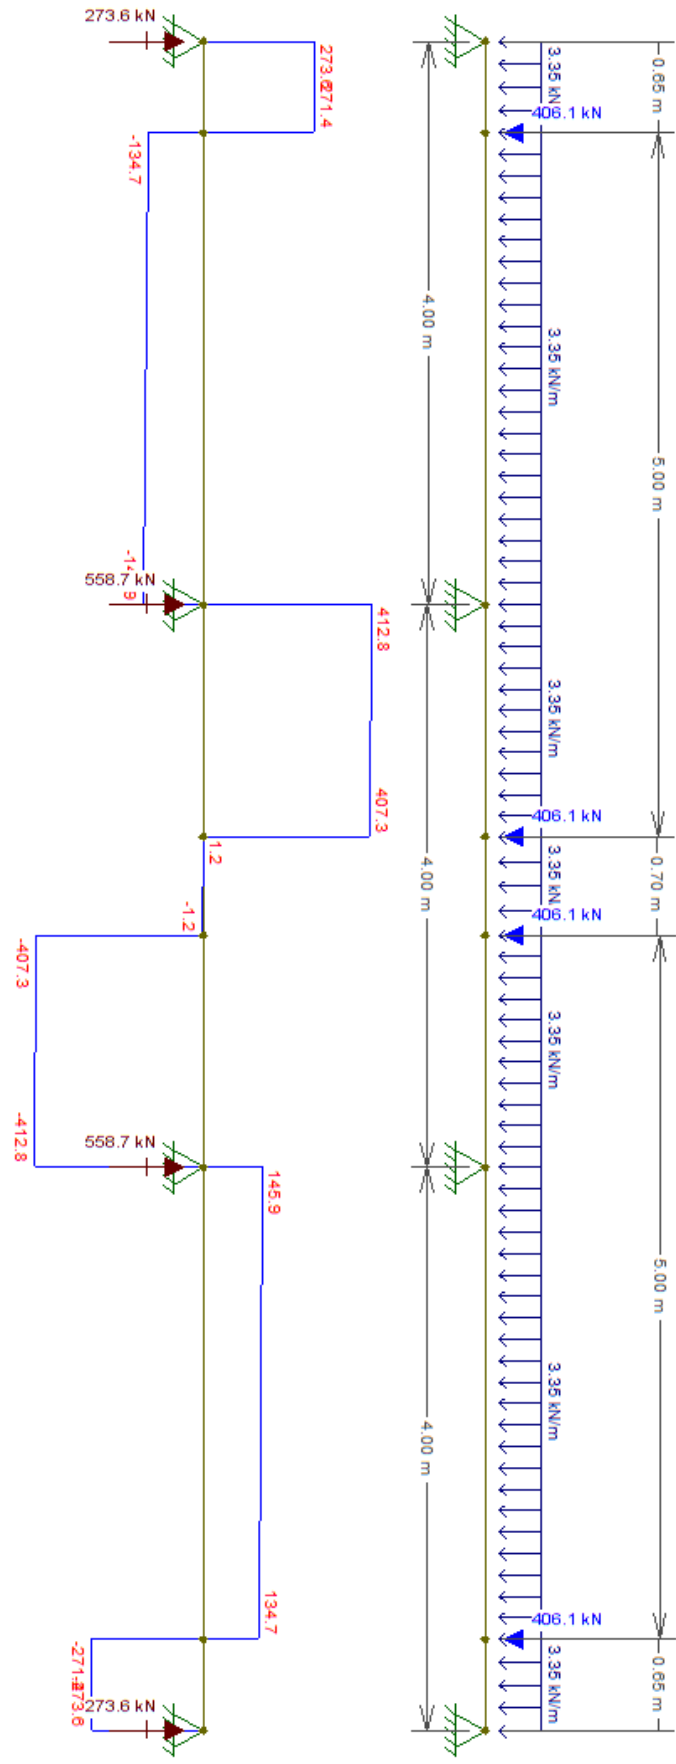 273.6 kN
273.6
271.4
-134.7
558.7 kN
412.8
407.3
1.2
-1.2
-407.3
-412.8
558.7 kN
145.9
134.7
-273.6
273.6 kN
4.00 m
4.00 m
4.00 m
3.35 kN
406.1 kN
3.35 kN/m
3.35 kN/m
406.1 kN
3.35 kN
406.1 kN
3.35 kN/m
3.35 kN/m
406.1 kN
3.35 kN/m
0.65 m
5.00 m
0.70 m
5.00 m
0.65 m